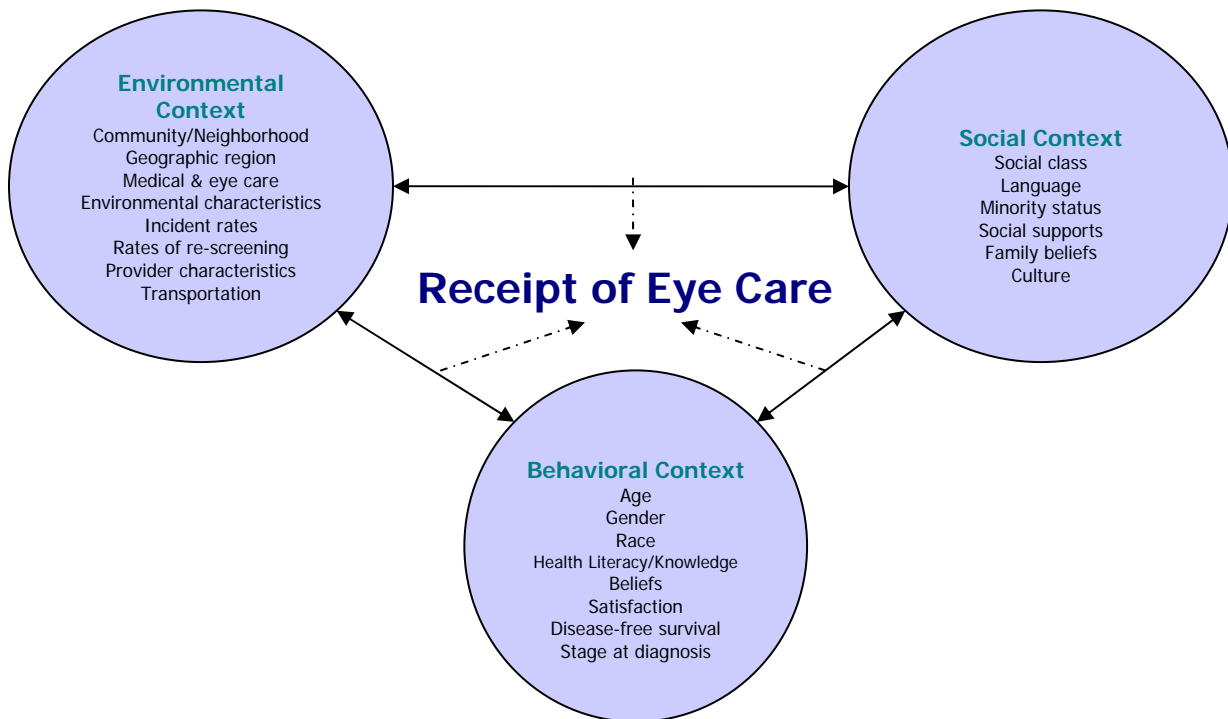 Environmental
Context
Community/Neighborhood
Geographic region
Medical & eye care
Environmental characteristics
Incident rates
Rates of re-screening
Provider characteristics
Transportation
Social Context
Social class
Language
Minority status
Social supports
Family beliefs
Culture
Receipt of Eye Care
Behavioral Context
Age
Gender
Race
Health Literacy/Knowledge
Beliefs
Satisfaction
Disease-free survival
Stage at diagnosis